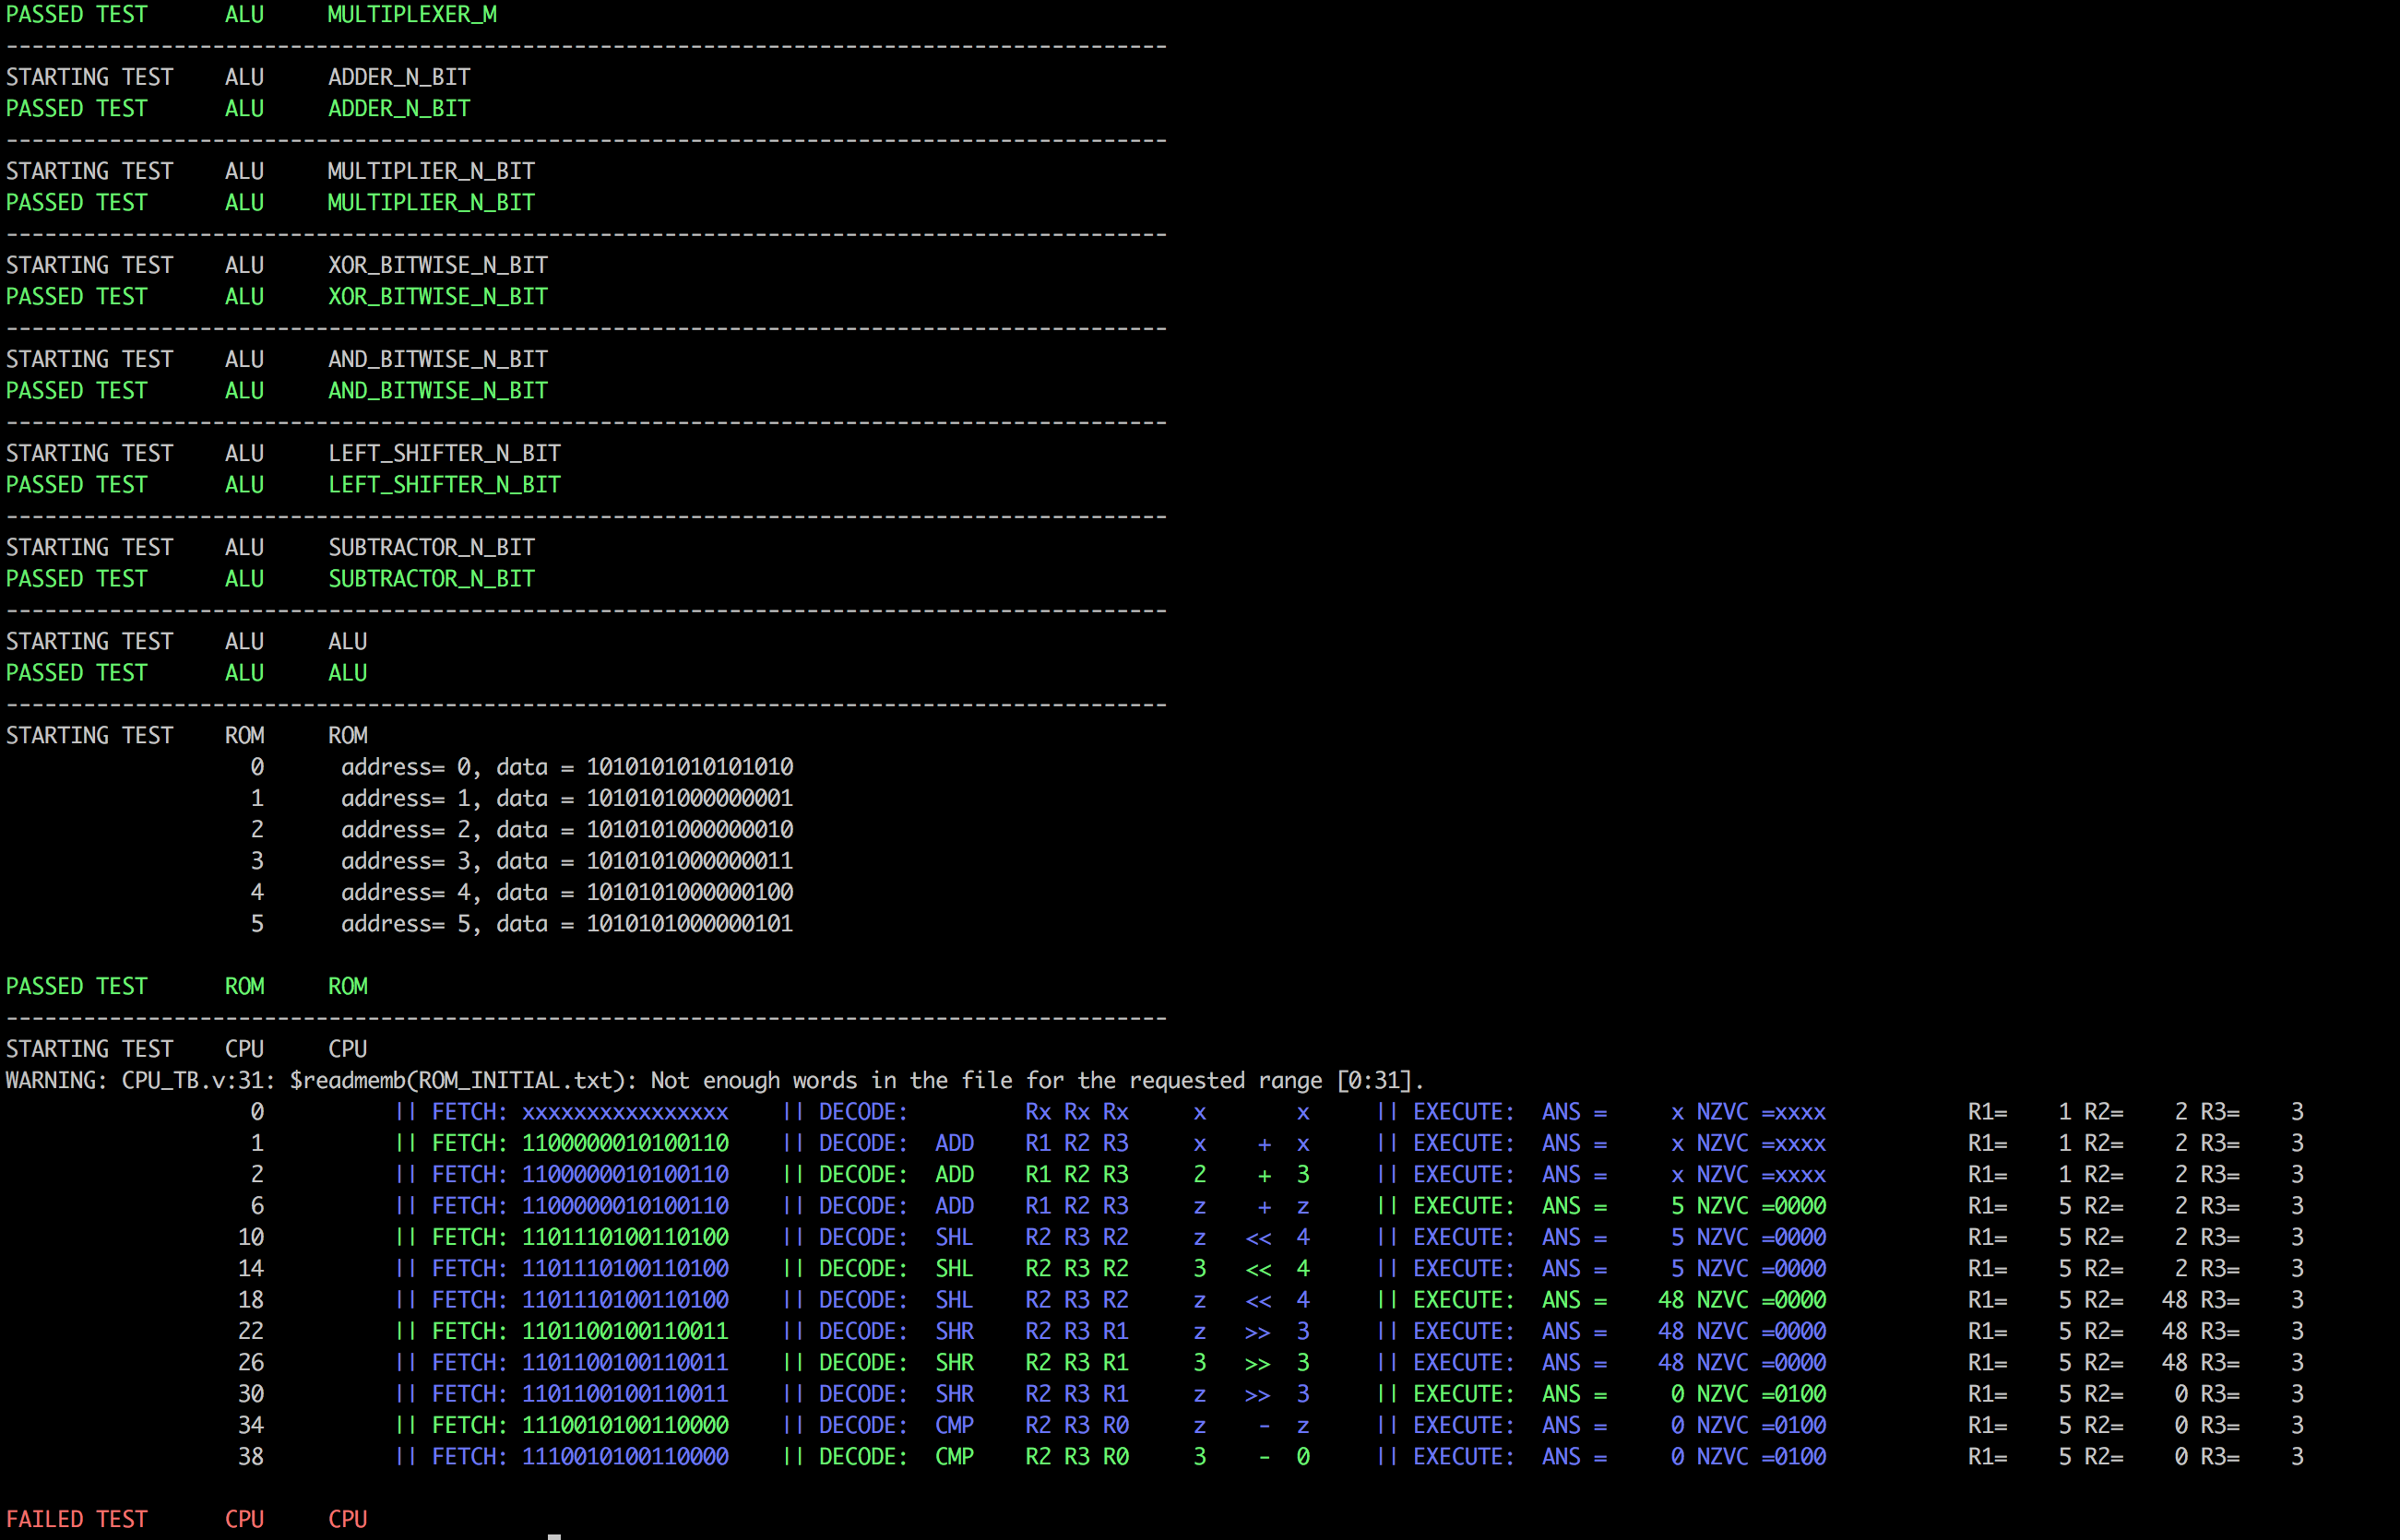 PASSED TEST      ALU     MULTIPLEXER_M
------------------------------------------------------------------------------------------
STARTING TEST    ALU     ADDER_N_BIT
PASSED TEST      ALU     ADDER_N_BIT
------------------------------------------------------------------------------------------
STARTING TEST    ALU     MULTIPLIER_N_BIT
PASSED TEST      ALU     MULTIPLIER_N_BIT
------------------------------------------------------------------------------------------
STARTING TEST    ALU     XOR_BITWISE_N_BIT
PASSED TEST      ALU     XOR_BITWISE_N_BIT
------------------------------------------------------------------------------------------
STARTING TEST    ALU     AND_BITWISE_N_BIT
PASSED TEST      ALU     AND_BITWISE_N_BIT
------------------------------------------------------------------------------------------
STARTING TEST    ALU     LEFT_SHIFTER_N_BIT
PASSED TEST      ALU     LEFT_SHIFTER_N_BIT
------------------------------------------------------------------------------------------
STARTING TEST    ALU     SUBTRACTOR_N_BIT
PASSED TEST      ALU     SUBTRACTOR_N_BIT
------------------------------------------------------------------------------------------
STARTING TEST    ALU     ALU
PASSED TEST      ALU     ALU
------------------------------------------------------------------------------------------
STARTING TEST    ROM     ROM
0      address= 0, data = 1010101010101010
1      address= 1, data = 1010101000000001
2      address= 2, data = 1010101000000010
3      address= 3, data = 1010101000000011
4      address= 4, data = 1010101000000100
5      address= 5, data = 1010101000000101
PASSED TEST      ROM     ROM
------------------------------------------------------------------------------------------
STARTING TEST    CPU     CPU
WARNING: CPU_TB.v:31: $readmemb(ROM_INITIAL.txt): Not enough words in the file for the requested range [0:31].
0 || FETCH: xxxxxxxxxxxxxxxx || DECODE: Rx Rx Rx x x || EXECUTE: ANS = x NZVC =xxxx R1= 1 R2= 2 R3= 3
1 || FETCH: 1100000010100110 || DECODE: ADD R1 R2 R3 x + x || EXECUTE: ANS = x NZVC =xxxx R1= 1 R2= 2 R3= 3
2 || FETCH: 1100000010100110 || DECODE: ADD R1 R2 R3 2 + 3 || EXECUTE: ANS = x NZVC =xxxx R1= 1 R2= 2 R3= 3
6 || FETCH: 1100000010100110 || DECODE: ADD R1 R2 R3 z + z || EXECUTE: ANS = 5 NZVC =0000 R1= 5 R2= 2 R3= 3
10 || FETCH: 1101110100110100 || DECODE: SHL R2 R3 R2 z << 4 || EXECUTE: ANS = 5 NZVC =0000 R1= 5 R2= 2 R3= 3
14 || FETCH: 1101110100110100 || DECODE: SHL R2 R3 R2 3 << 4 || EXECUTE: ANS = 5 NZVC =0000 R1= 5 R2= 2 R3= 3
18 || FETCH: 1101110100110100 || DECODE: SHL R2 R3 R2 z << 4 || EXECUTE: ANS = 48 NZVC =0000 R1= 5 R2= 48 R3= 3
22 || FETCH: 1101100100110011 || DECODE: SHR R2 R3 R1 z >> 3 || EXECUTE: ANS = 48 NZVC =0000 R1= 5 R2= 48 R3= 3
26 || FETCH: 1101100100110011 || DECODE: SHR R2 R3 R1 3 >> 3 || EXECUTE: ANS = 48 NZVC =0000 R1= 5 R2= 48 R3= 3
30 || FETCH: 1101100100110011 || DECODE: SHR R2 R3 R1 z >> 3 || EXECUTE: ANS = 0 NZVC =0100 R1= 5 R2= 0 R3= 3
34 || FETCH: 1110010100110000 || DECODE: CMP R2 R3 R0 z - z || EXECUTE: ANS = 0 NZVC =0100 R1= 5 R2= 0 R3= 3
38 || FETCH: 1110010100110000 || DECODE: CMP R2 R3 R0 3 - 0 || EXECUTE: ANS = 0 NZVC =0100 R1= 5 R2= 0 R3= 3
FAILED TEST      CPU     CPU